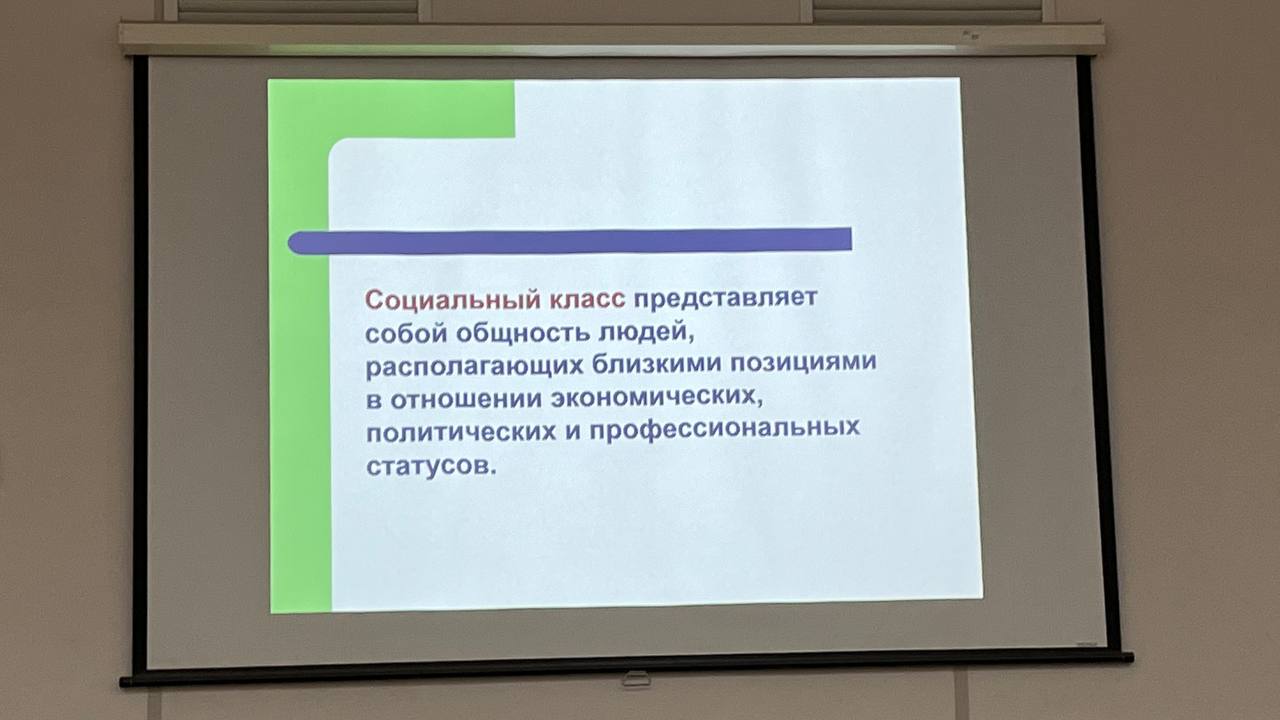 Социальный класс представляет
собой общность людей,
располагающих близкими позициями
в отношении экономических,
политических и профессиональных
статусов.